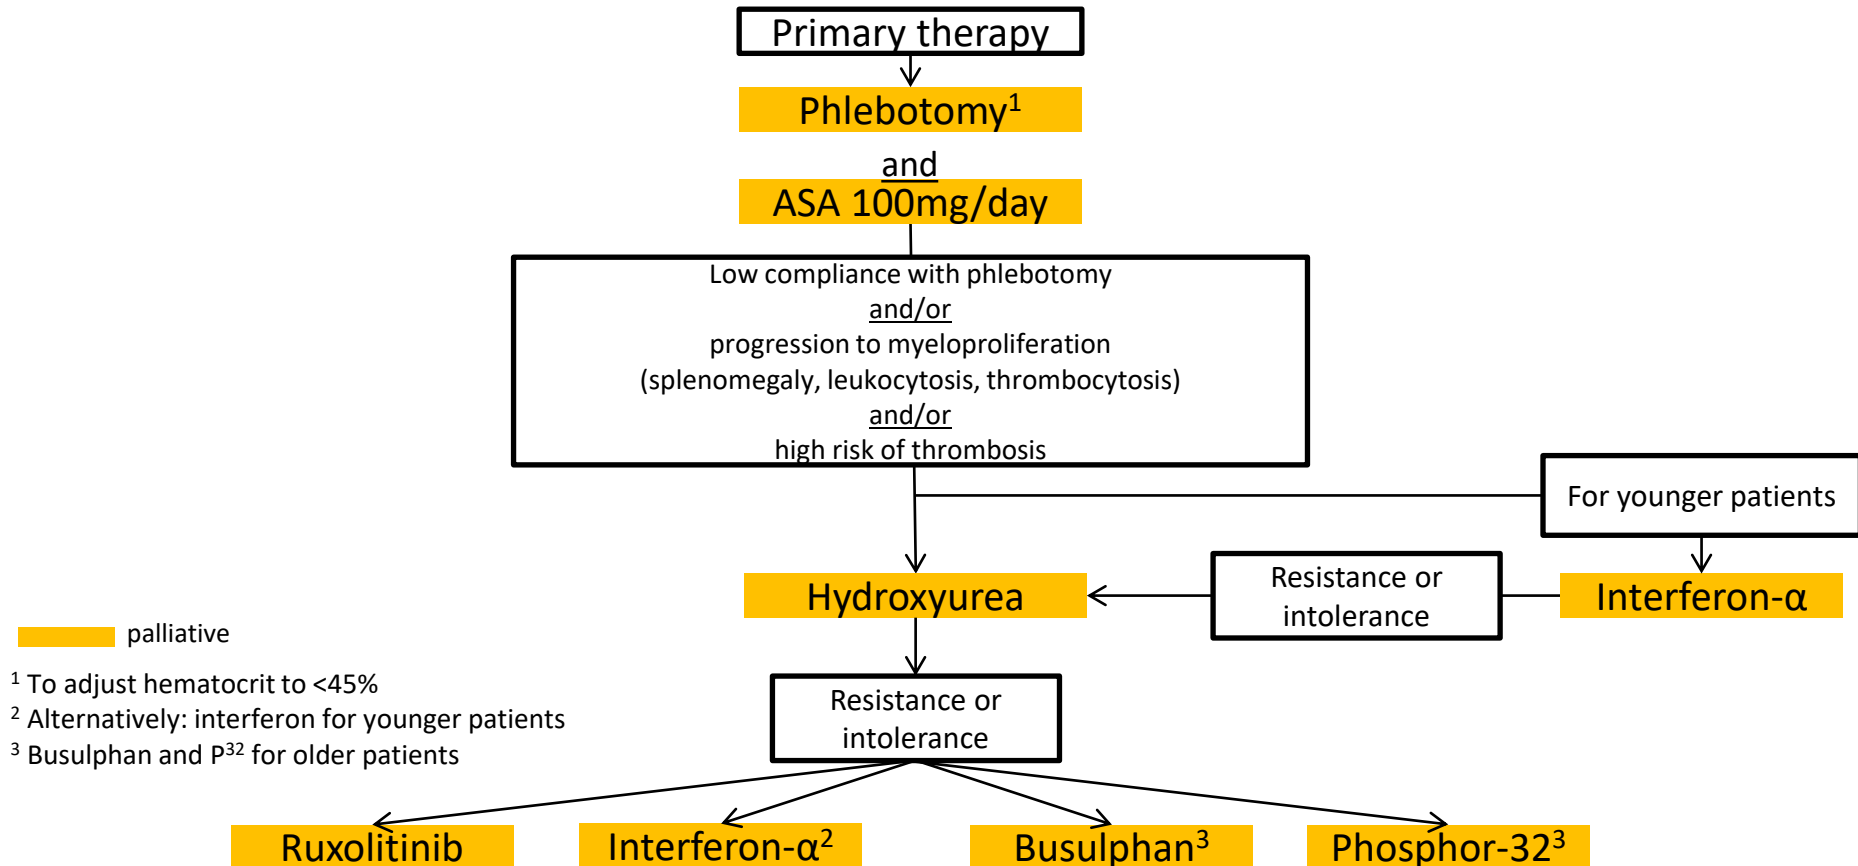 Primary therapy
Phlebotomy¹
and
ASA 100mg/day
Low compliance with phlebotomy
and/or
progression to myeloproliferation
(splenomegaly, leukocytosis, thrombocytosis)
and/or
high risk of thrombosis
For younger patients
Hydroxyurea
Resistance or
intolerance
Interferon-α
palliative
¹ To adjust hematocrit to <45%
² Alternatively: interferon for younger patients
³ Busulphan and P³² for older patients
Resistance or
intolerance
Ruxolitinib
Interferon-α²
Busulphan³
Phosphor-32³